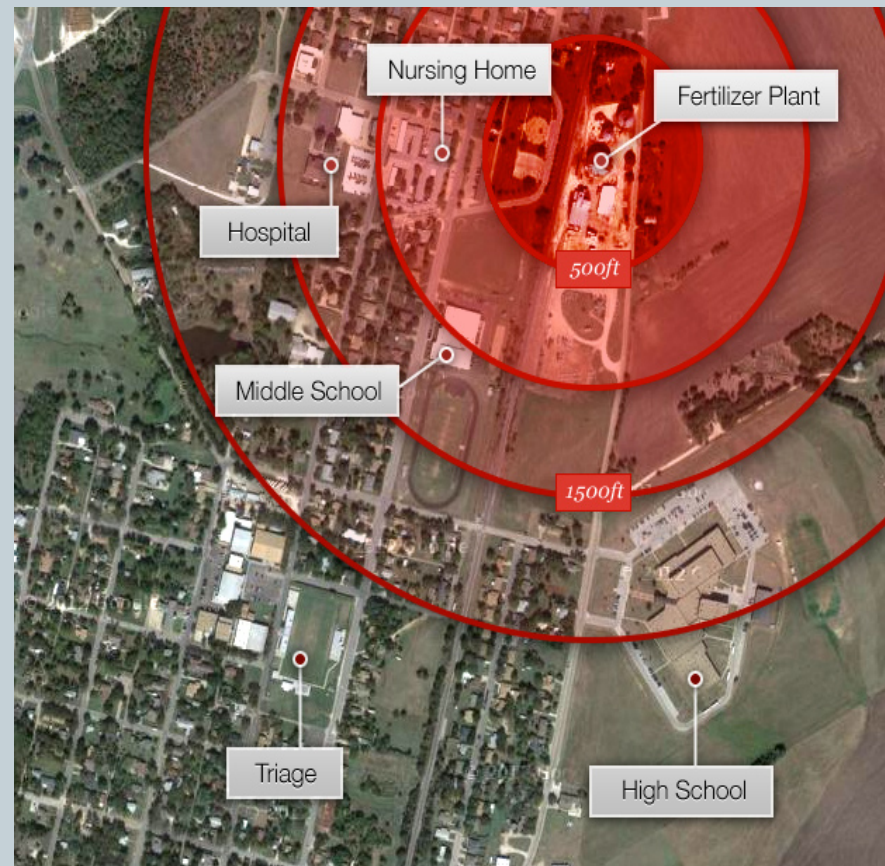 Nursing Home
Fertilizer Plant
Hospital
500ft
Middle School
1500ft
Triage
High School